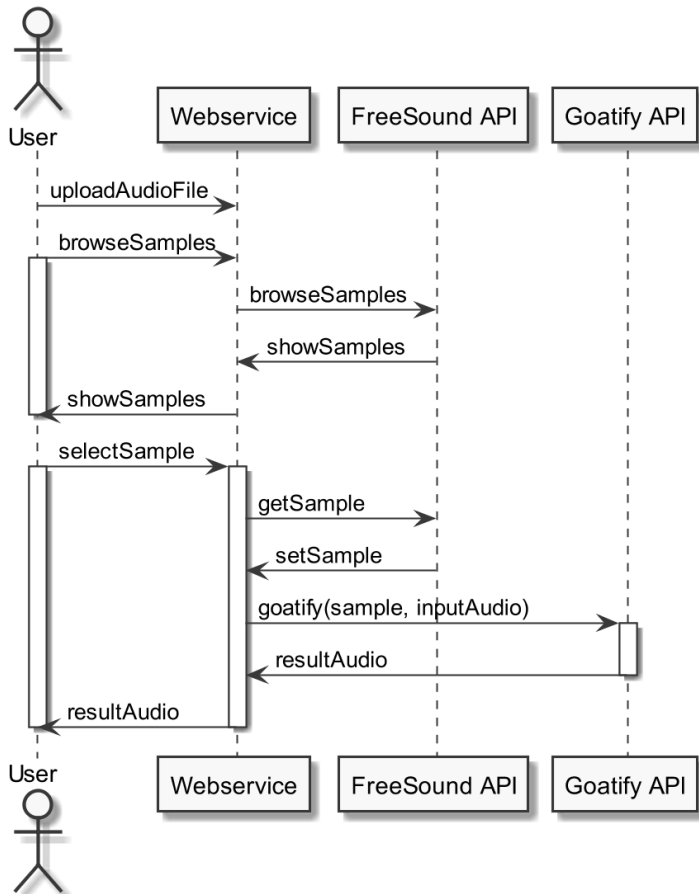 User
Webservice
FreeSound API
Goatify API
uploadAudioFile
browseSamples
browseSamples
showSamples
showSamples
selectSample
getSample
setSample
goatify(sample, inputAudio)
resultAudio
resultAudio
User
Webservice
FreeSound API
Goatify API